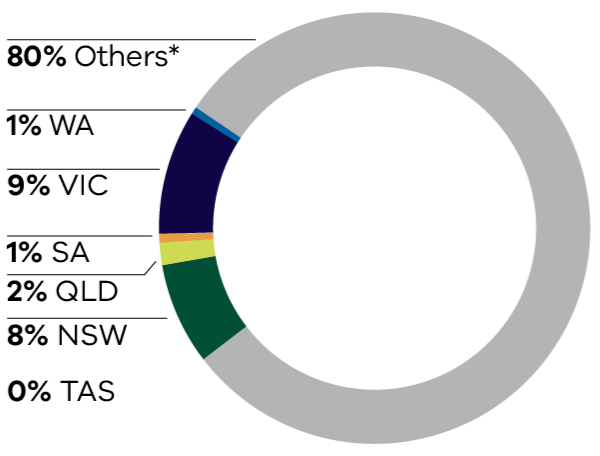 80% Others*
1% WA
9% VIC
1% SA
2% QLD
8% NSW
0% TAS